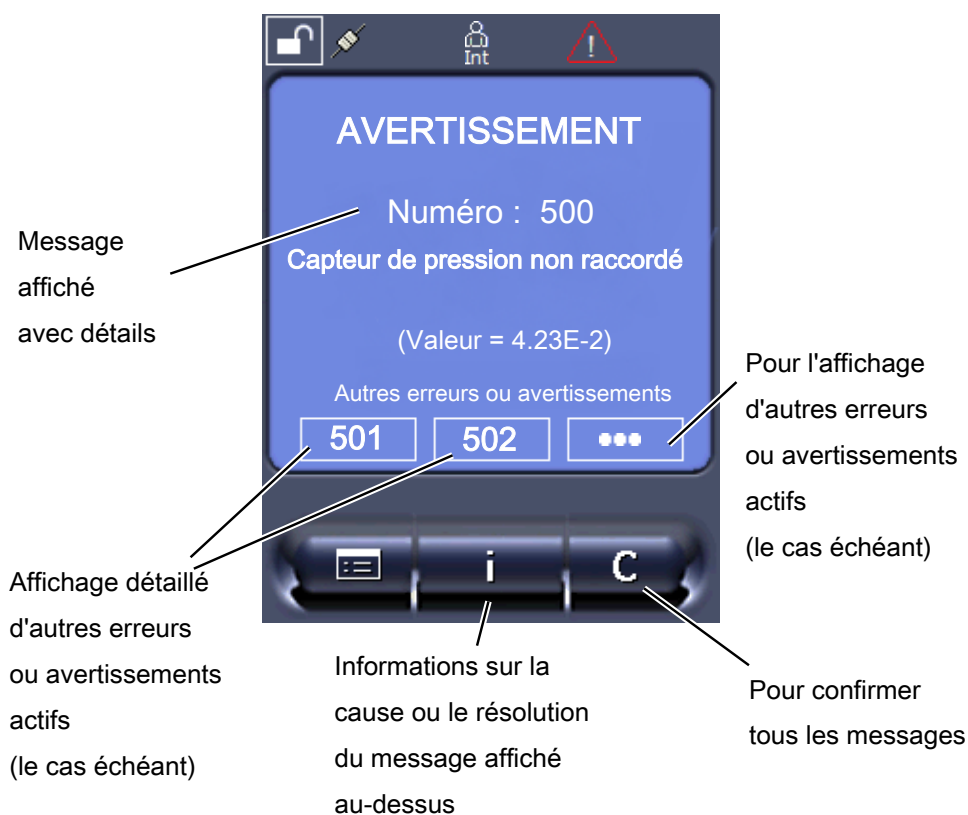 Int
AVERTISSEMENT
Numéro : 500
Capteur de pression non raccordé
(Valeur = 4.23E-2)
Autres erreurs ou avertissements
501 502
i C
Message
affiché
avec détails
Pour l'affichage
d'autres erreurs
ou avertissements
actifs
(le cas échéant)
Affichage détaillé
d'autres erreurs
ou avertissements
actifs
(le cas échéant)
Informations sur la
cause ou le résolution
du message affiché
au-dessus
Pour confirmer
tous les messages